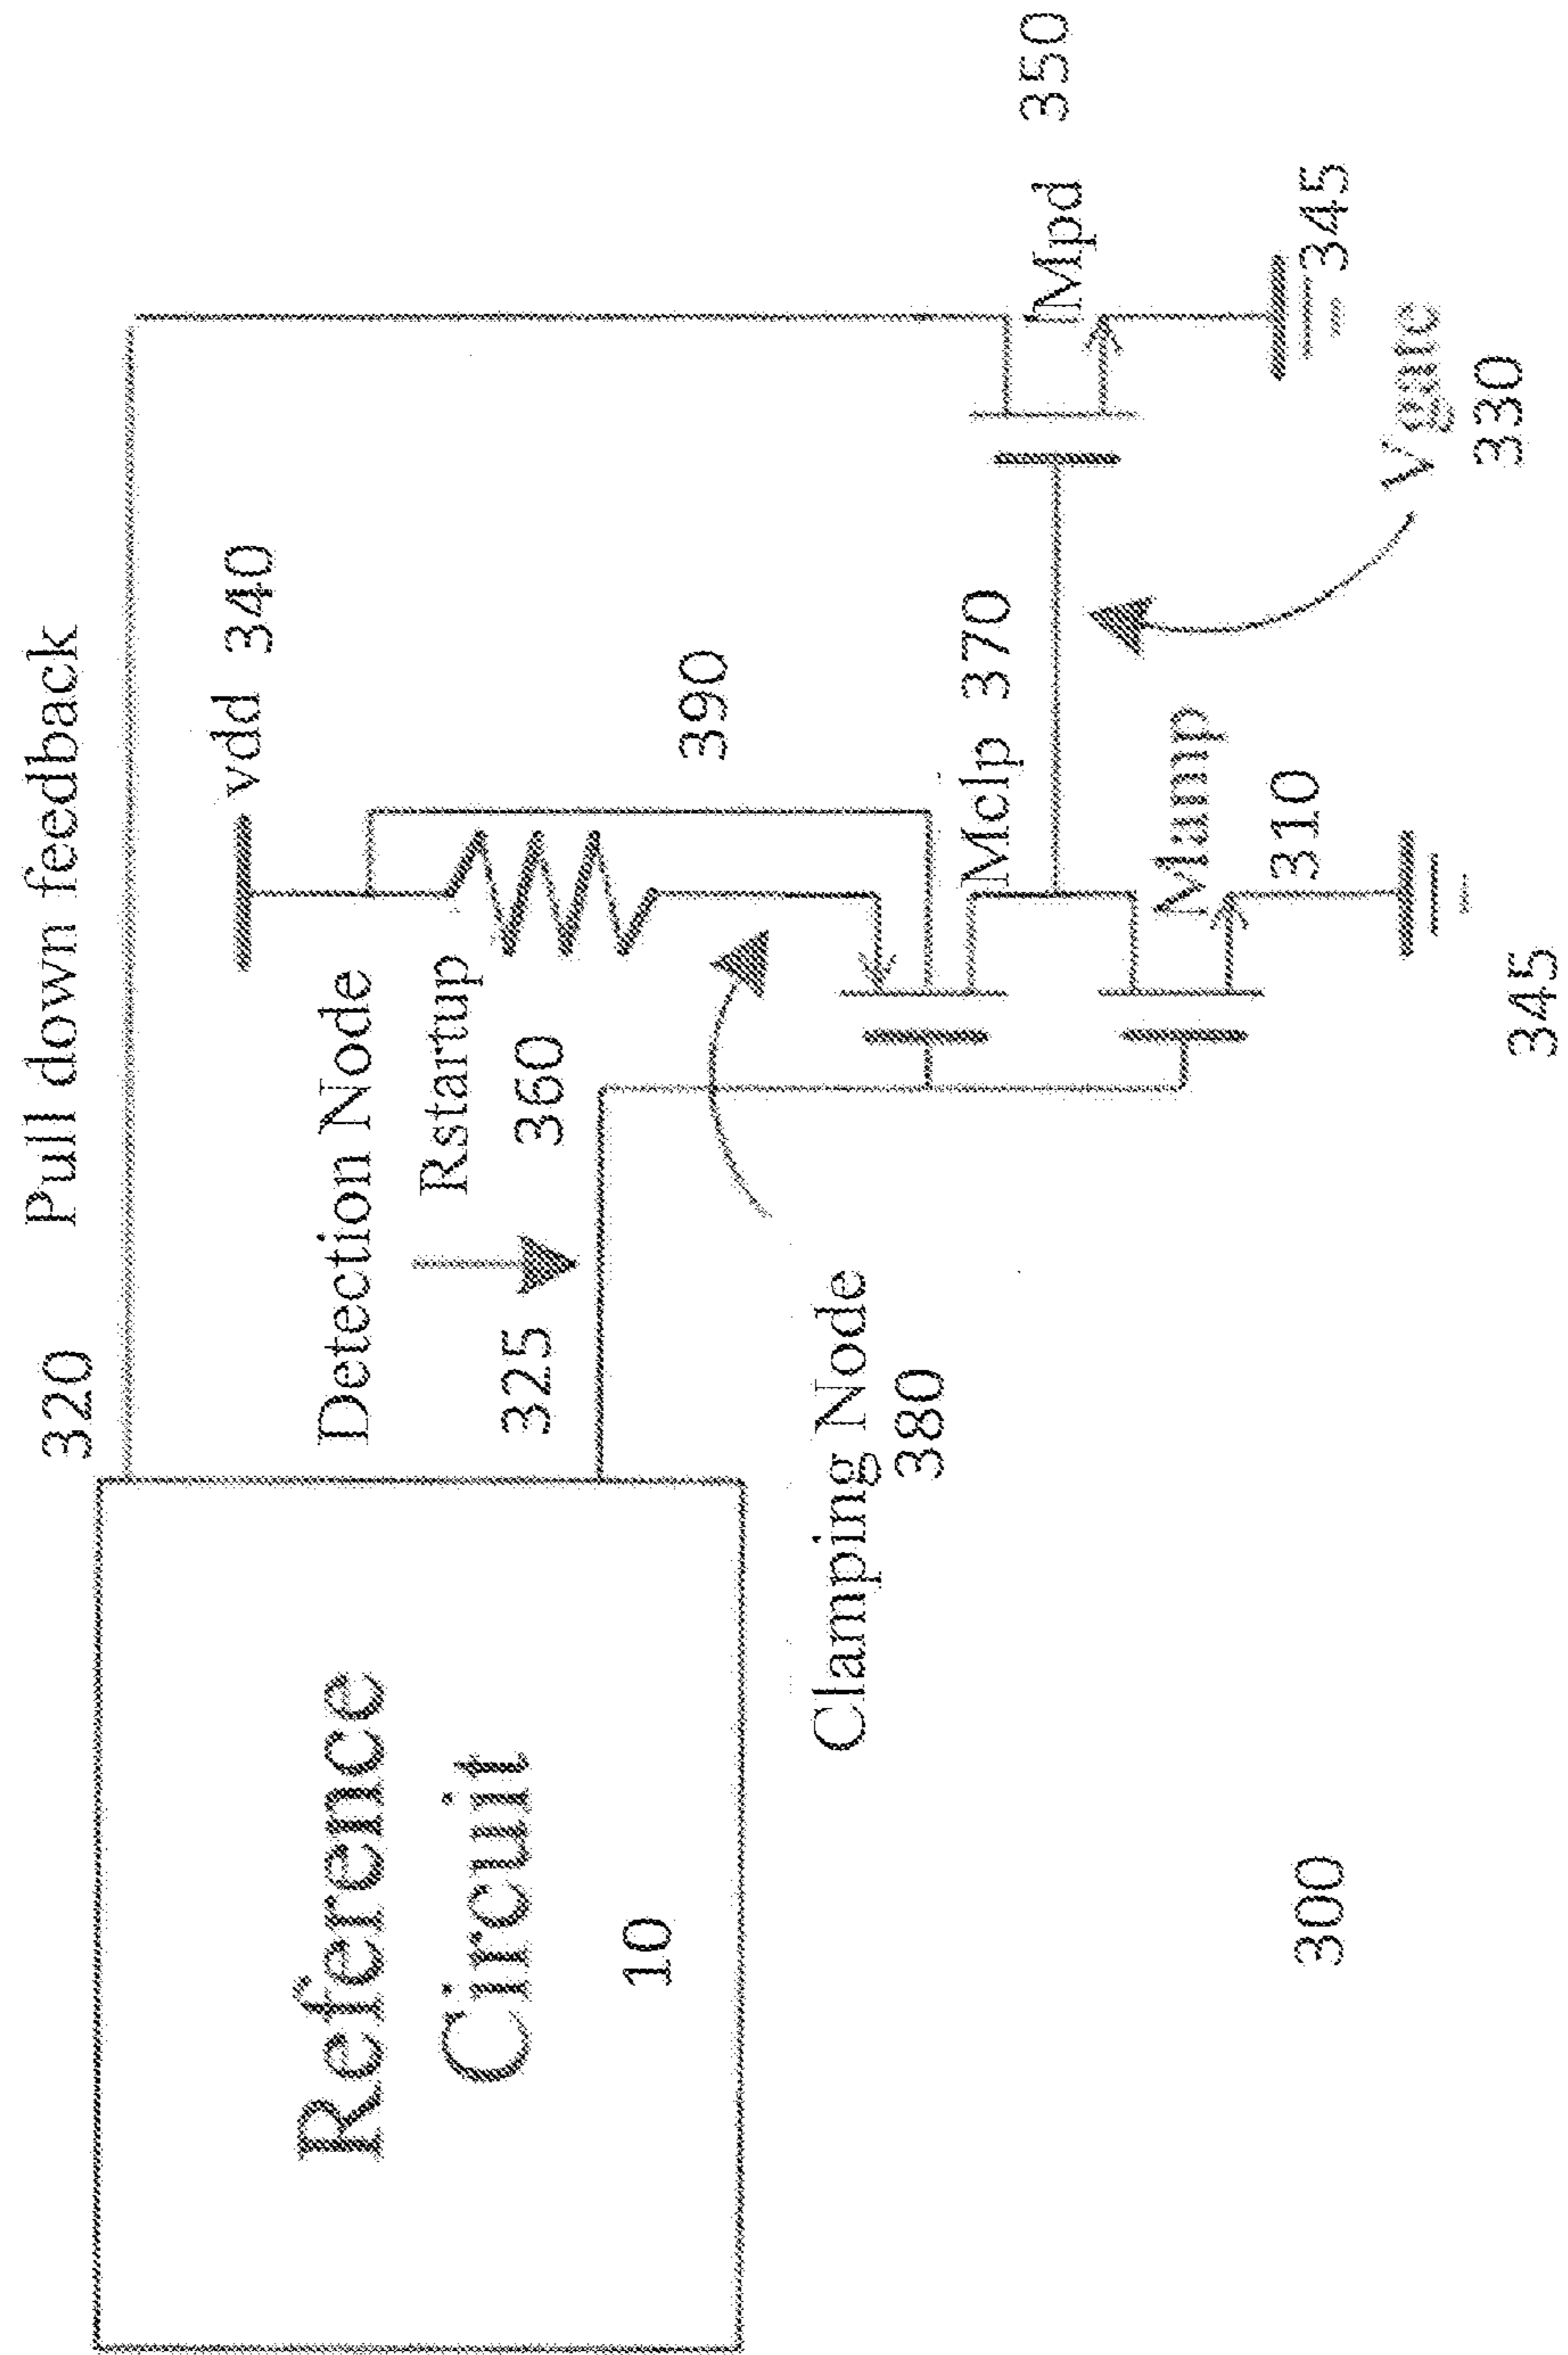 320 Pull down feedback
vdd 340
Detection Node
Rstartup
325
360
390
Reference
Circuit
10
Clamping Node
380
Mclp 370
Mamp
310
345
Mpd 350
345
Vgate
330
300